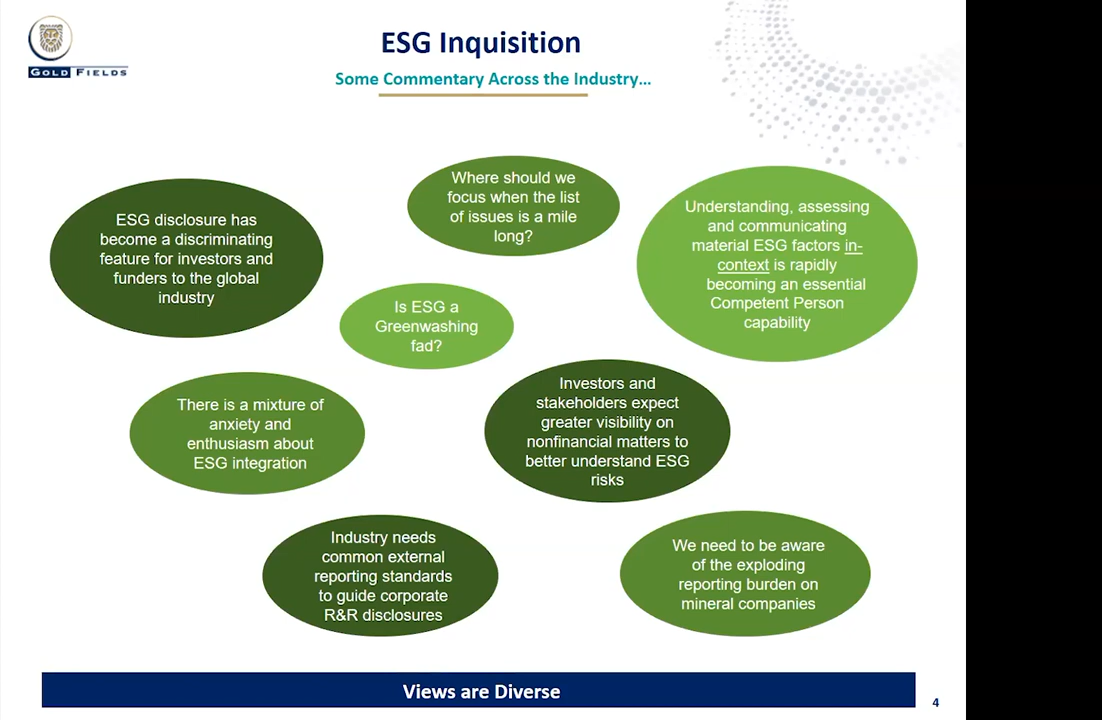 GOLD FIELDS
ESG Inquisition
Some Commentary Across the Industry...
ESG disclosure has
become a discriminating
feature for investors and
funders to the global
industry
Where should we
focus when the list
of issues is a mile
long?
Understanding, assessing
and communicating
material ESG factors in-
context is rapidly
becoming an essential
Competent Person
capability
Is ESG a
Greenwashing
fad?
There is a mixture of
anxiety and
enthusiasm about
ESG integration
Investors and
stakeholders expect
greater visibility on
nonfinancial matters to
better understand ESG
risks
Industry needs
common external
reporting standards
to guide corporate
R&R disclosures
We need to be aware
of the exploding
reporting burden on
mineral companies
Views are Diverse
4